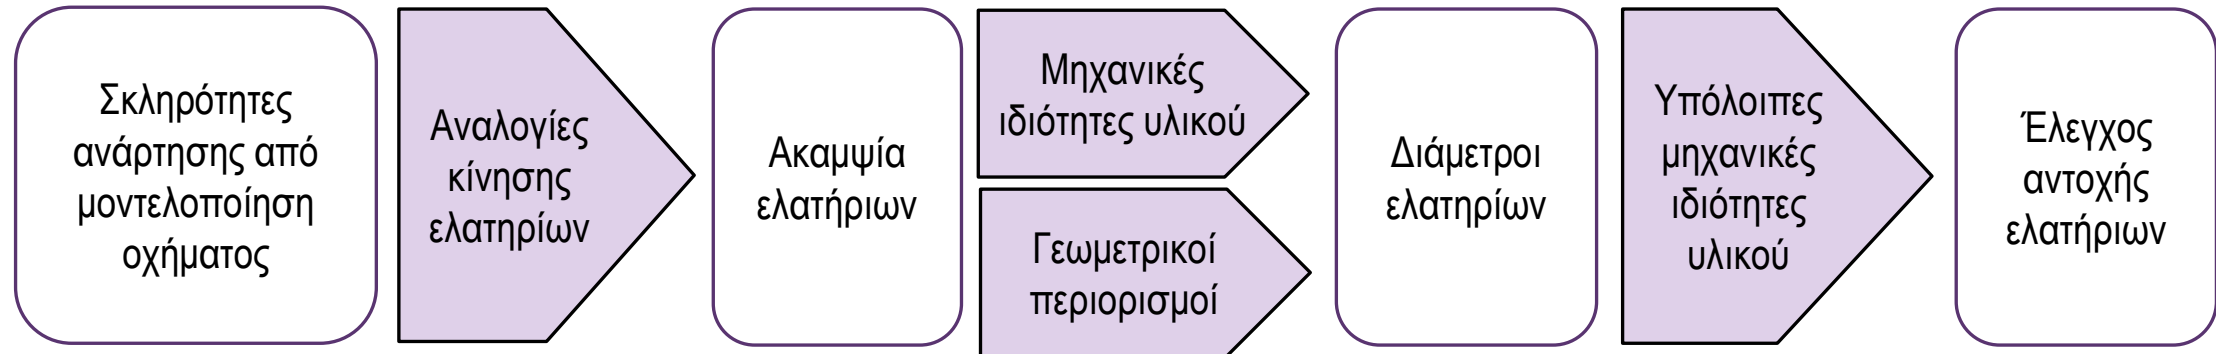 Σκληρότητες
ανάρτησης από
μοντελοποίηση
οχήματος
Αναλογίες
κίνησης
ελατηρίων
Ακαμψία
ελατήριων
Μηχανικές
ιδιότητες υλικού
Γεωμετρικοί
περιορισμοί
Διάμετροι
ελατηρίων
Υπόλοιπες
μηχανικές
ιδιότητες
υλικού
Έλεγχος
αντοχής
ελατήριων